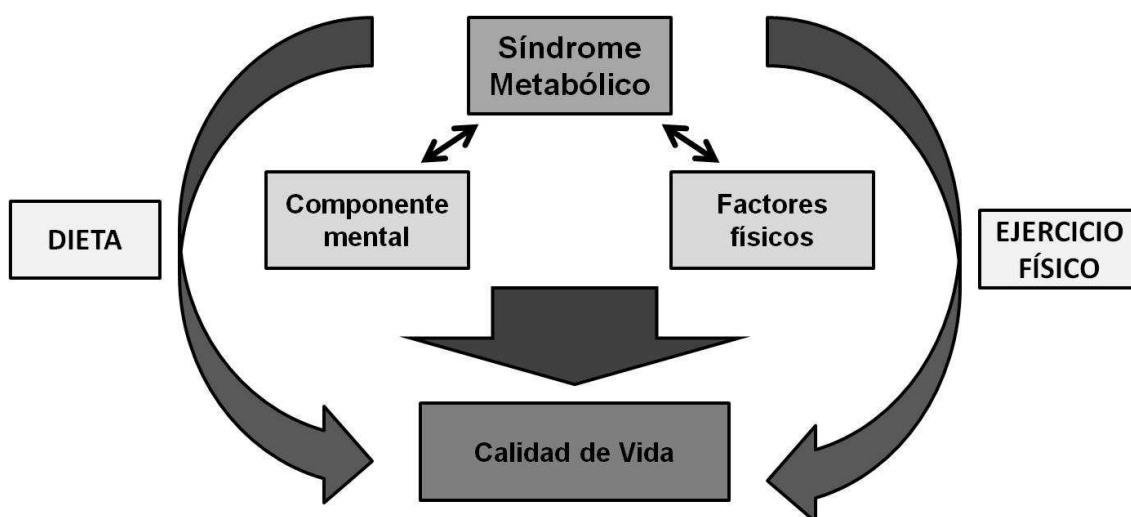 Síndrome
Metabólico
Componente
mental
Factores
físicos
DIETA
EJERCICIO
FÍSICO
Calidad de Vida